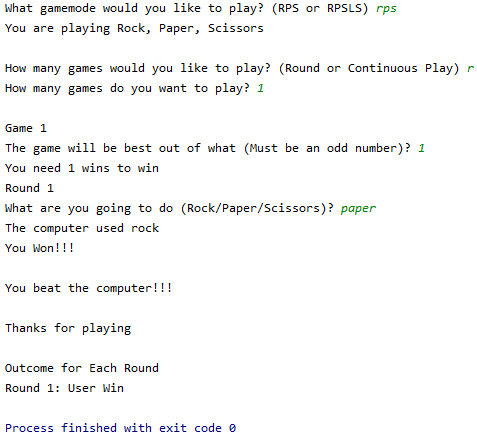 What gamemode would you like to play? (RPS or RPSLS) rps
You are playing Rock, Paper, Scissors
How many games would you like to play? (Round or Continuous Play) r
How many games do you want to play? 1
Game 1
The game will be best out of what (Must be an odd number)? 1
You need 1 wins to win
Round 1
What are you going to do (Rock/Paper/Scissors)? paper
The computer used rock
You Won!!!
You beat the computer!!!
Thanks for playing
Outcome for Each Round
Round 1: User Win
Process finished with exit code 0